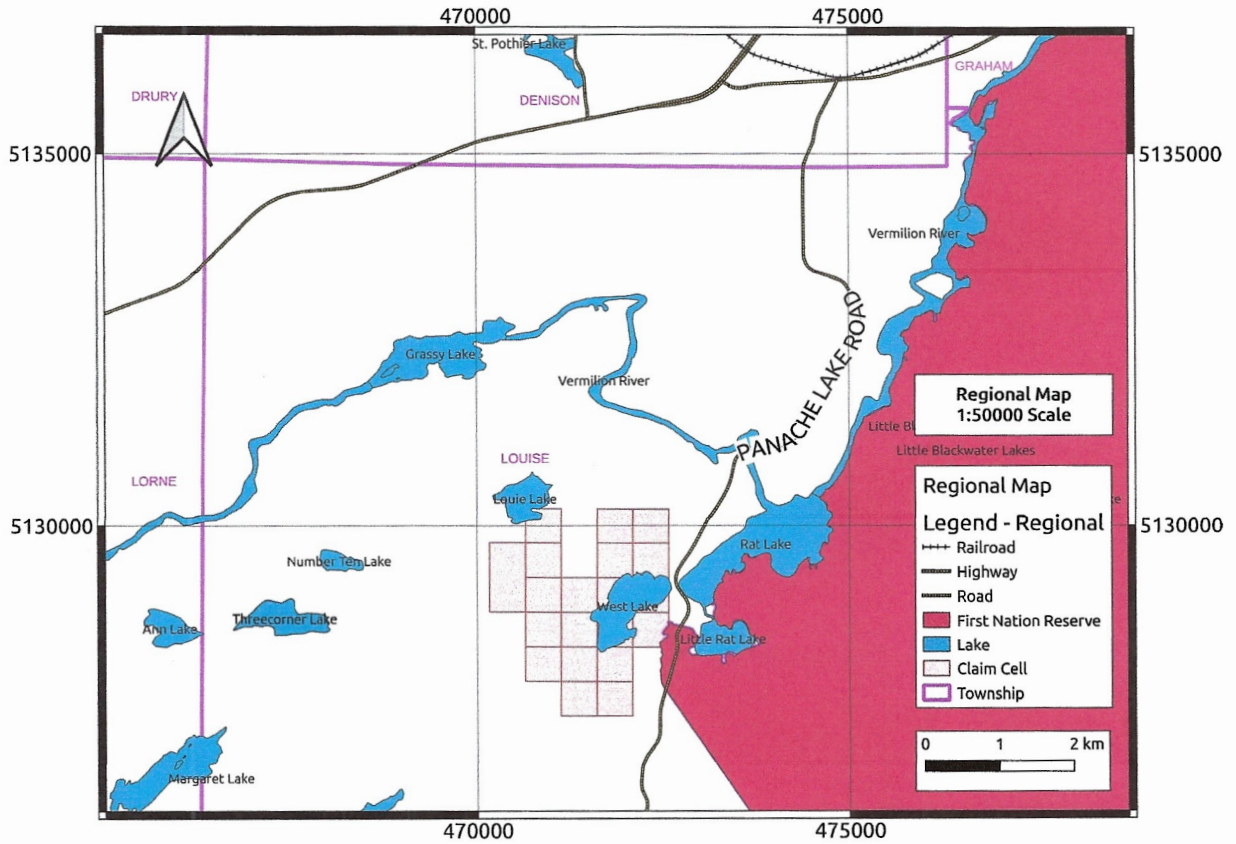 470000
475000
St. Pothier Lake
GRAHAM
DRURY
DENISON
5135000
5135000
Vermilion River
PANACHE LAKE ROAD
Grassy Lake
Vermilion River
Regional Map
1:50000 Scale
Little Bl
Little Blackwater Lakes
LOUISE
LORNE
Louie Lake
Regional Map
Legend - Regional
Railroad
Highway
Road
First Nation Reserve
Lake
Claim Cell
Township
ke
5130000
5130000
Rat Lake
Number Ten Lake
West Lake
Threecorner Lake
Ahn Lake
Little Rat Lake
0 1 2 km
Margaret Lake
470000
475000